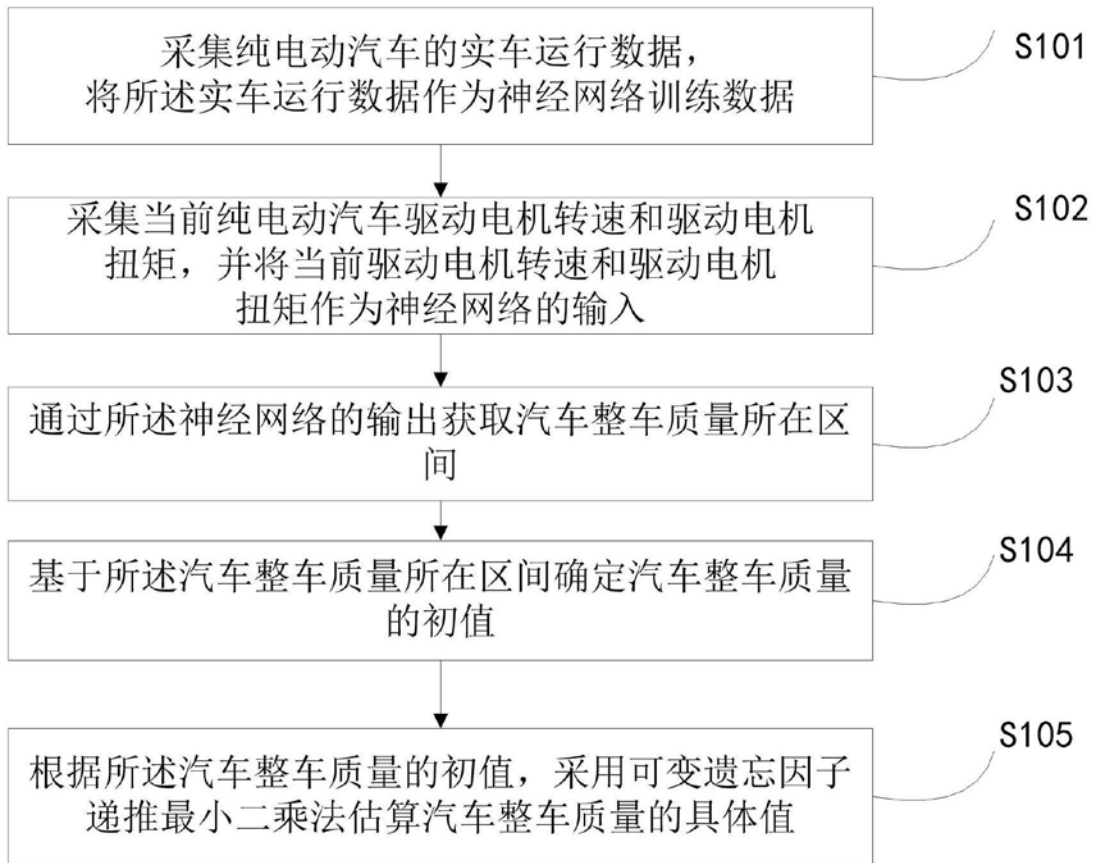 采集纯电动汽车的实车运行数据，
将所述实车运行数据作为神经网络训练数据
S101
采集当前纯电动汽车驱动电机转速和驱动电机
扭矩，并将当前驱动电机转速和驱动电机
扭矩作为神经网络的输入
S102
通过所述神经网络的输出获取汽车整车质量所在区
间
S103
基于所述汽车整车质量所在区间确定汽车整车质量
的初值
S104
根据所述汽车整车质量的初值，采用可变遗忘因子
递推最小二乘法估算汽车整车质量的具体值
S105